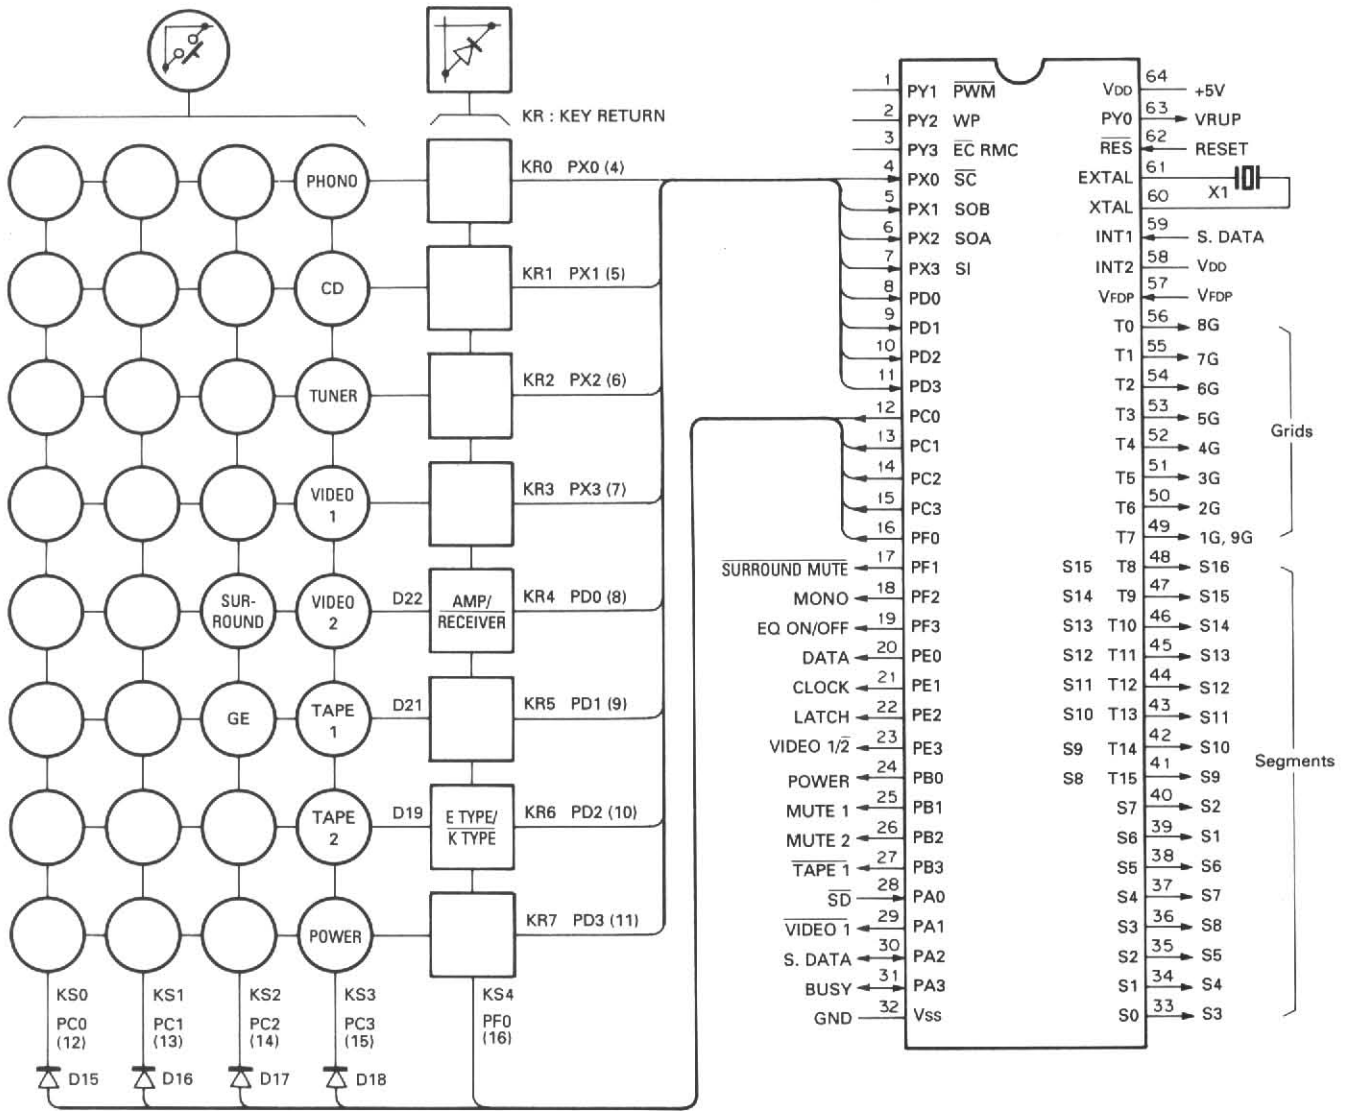 KR : KEY RETURN
PHONO
KR0 PX0 (4)
CD
KR1 PX1 (5)
TUNER
KR2 PX2 (6)
VIDEO
1
KR3 PX3 (7)
SUR-
ROUND
VIDEO
2
D22
AMP/
RECEIVER
KR4 PD0 (8)
GE
TAPE
1
D21
KR5 PD1 (9)
TAPE
2
D19
E TYPE/
K TYPE
KR6 PD2 (10)
POWER
KR7 PD3 (11)
KS0
PC0
(12)
KS1
PC1
(13)
KS2
PC2
(14)
KS3
PC3
(15)
KS4
PF0
(16)
D15
D16
D17
D18
1 PY1 PWM
2 PY2 WP
3 PY3 EC RMC
4 PX0 SC
5 PX1 SOB
6 PX2 SOA
7 PX3 SI
8 PD0
9 PD1
10 PD2
11 PD3
12 PC0
13 PC1
14 PC2
15 PC3
16 PF0
SURROUND MUTE 17 PF1
MONO 18 PF2
EQ ON/OFF 19 PF3
DATA 20 PE0
CLOCK 21 PE1
LATCH 22 PE2
VIDEO 1/2 23 PE3
POWER 24 PB0
MUTE 1 25 PB1
MUTE 2 26 PB2
TAPE 1 27 PB3
SD 28 PA0
VIDEO 1 29 PA1
S. DATA 30 PA2
BUSY 31 PA3
GND 32 VSS
VDD 64 +5V
PY0 63 VRUP
RES 62 RESET
EXTAL 61
X1
XTAL 60
INT1 59 S. DATA
INT2 58 VDD
VFDP 57 VFDP
T0 56 8G
T1 55 7G
T2 54 6G
T3 53 5G
T4 52 4G
T5 51 3G
T6 50 2G
T7 49 1G, 9G
Grids
S15 T8 48 S16
S14 T9 47 S15
S13 T10 46 S14
S12 T11 45 S13
S11 T12 44 S12
S10 T13 43 S11
S9 T14 42 S10
S8 T15 41 S9
S7 40 S2
S6 39 S1
S5 38 S6
S4 37 S7
S3 36 S8
S2 35 S5
S1 34 S4
S0 33 S3
Segments